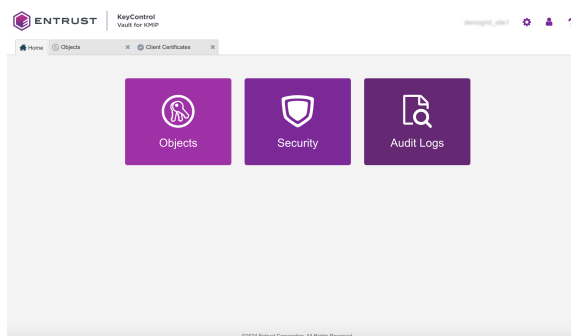 ENTRUST
KeyControl
Vault for KMIP
Home
Objects
Client Certificates
Objects
Security
Audit Logs